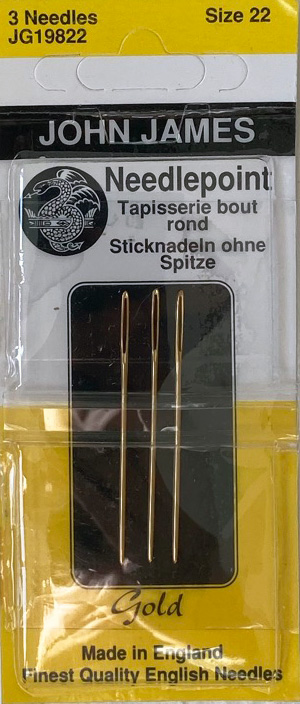 3 Needles Size 22
JG19822
JOHN JAMES
Needlepoint
Tapisserie bout
rond
Sticknadeln ohne
Spitze
Gold
Made in England
Finest Quality English Needles